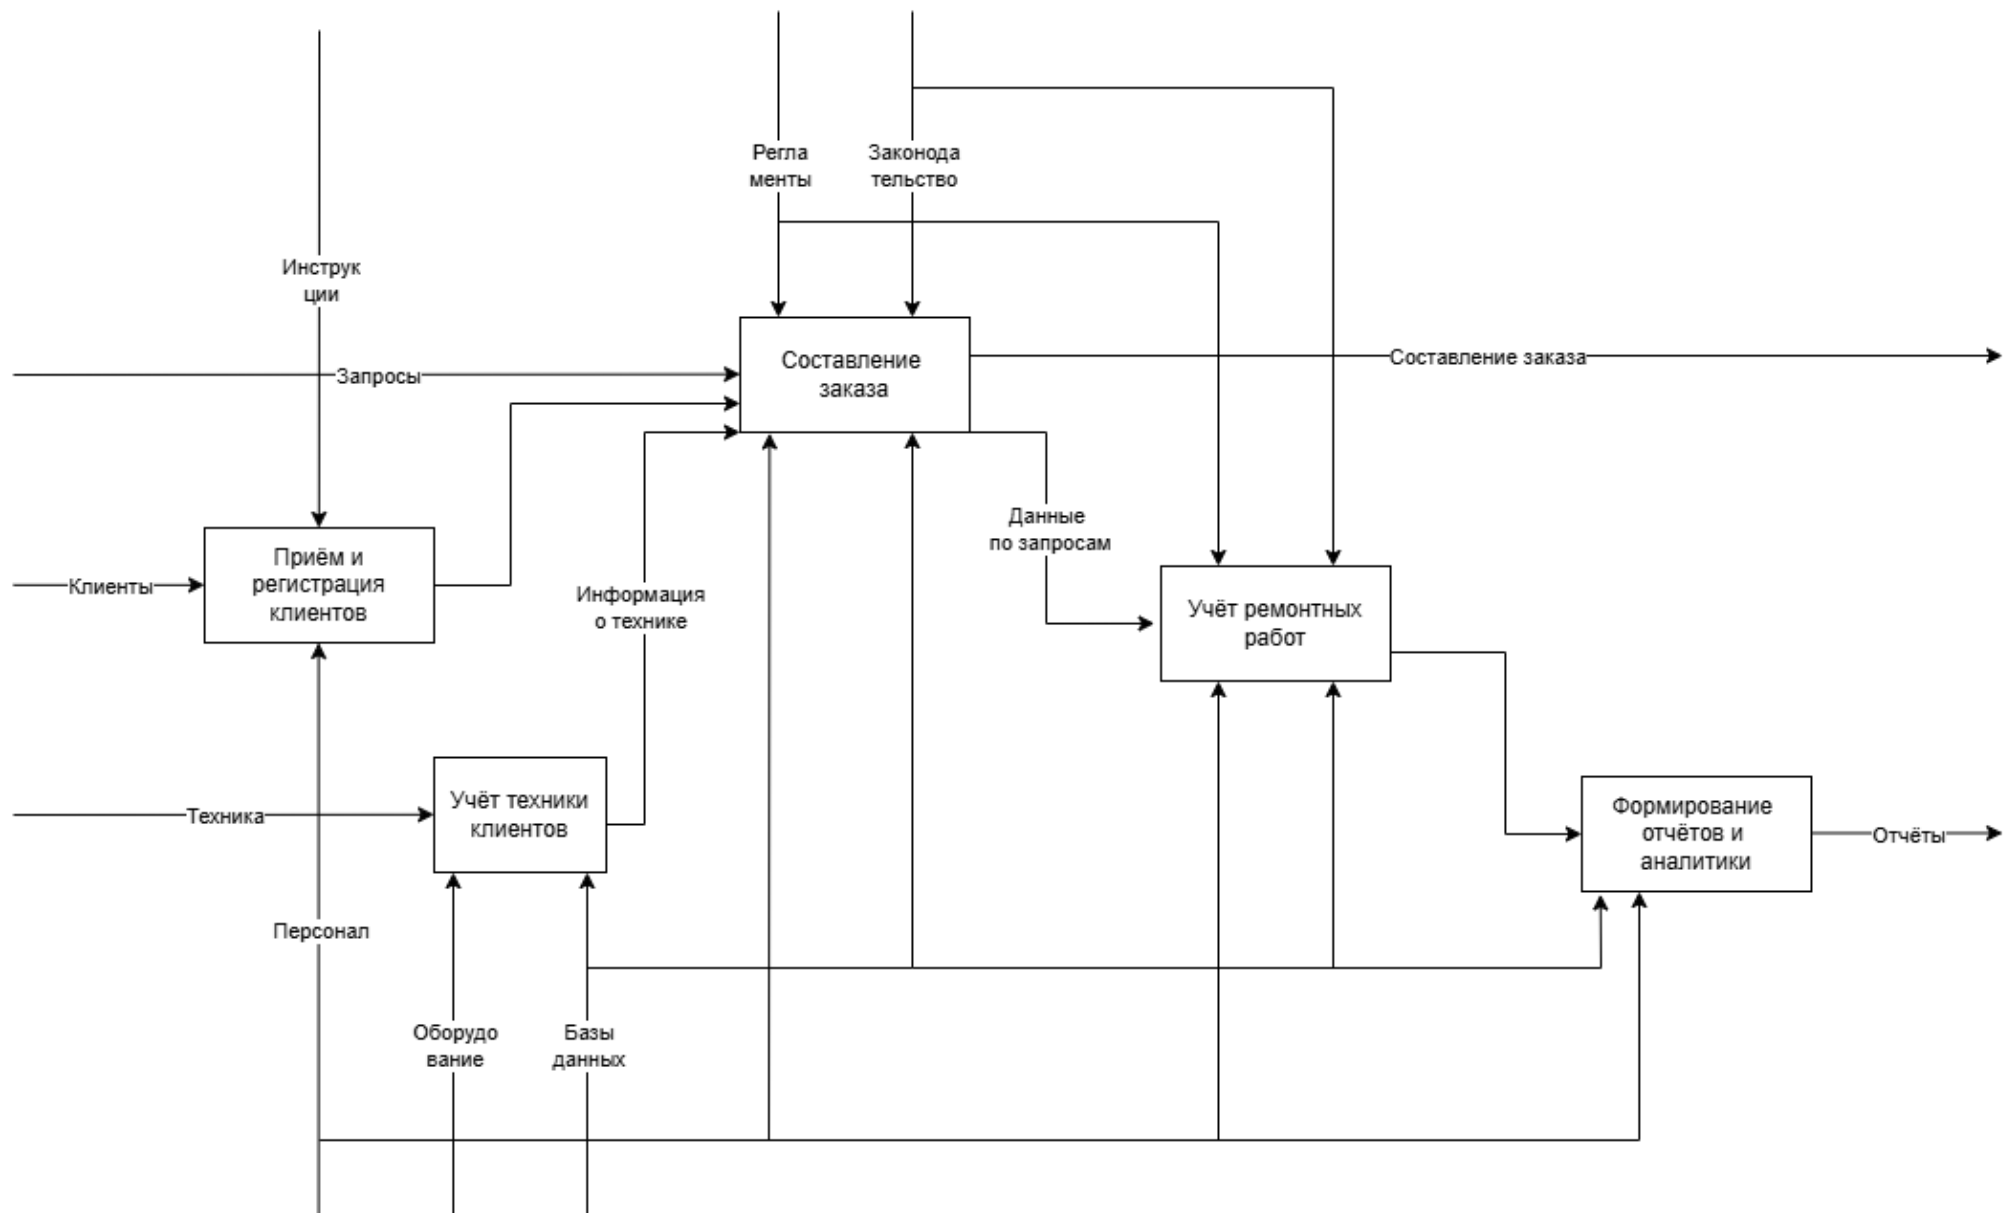 Регла
менты
Законода
тельство
Инструк
ции
Запросы
Составление
заказа
Составление заказа
Данные
по запросам
Приём и
регистрация
клиентов
Клиенты
Информация
о технике
Учёт ремонтных
работ
Техника
Учёт техники
клиентов
Формирование
отчётов и
аналитики
Отчёты
Персонал
Оборудо
вание
Базы
данных